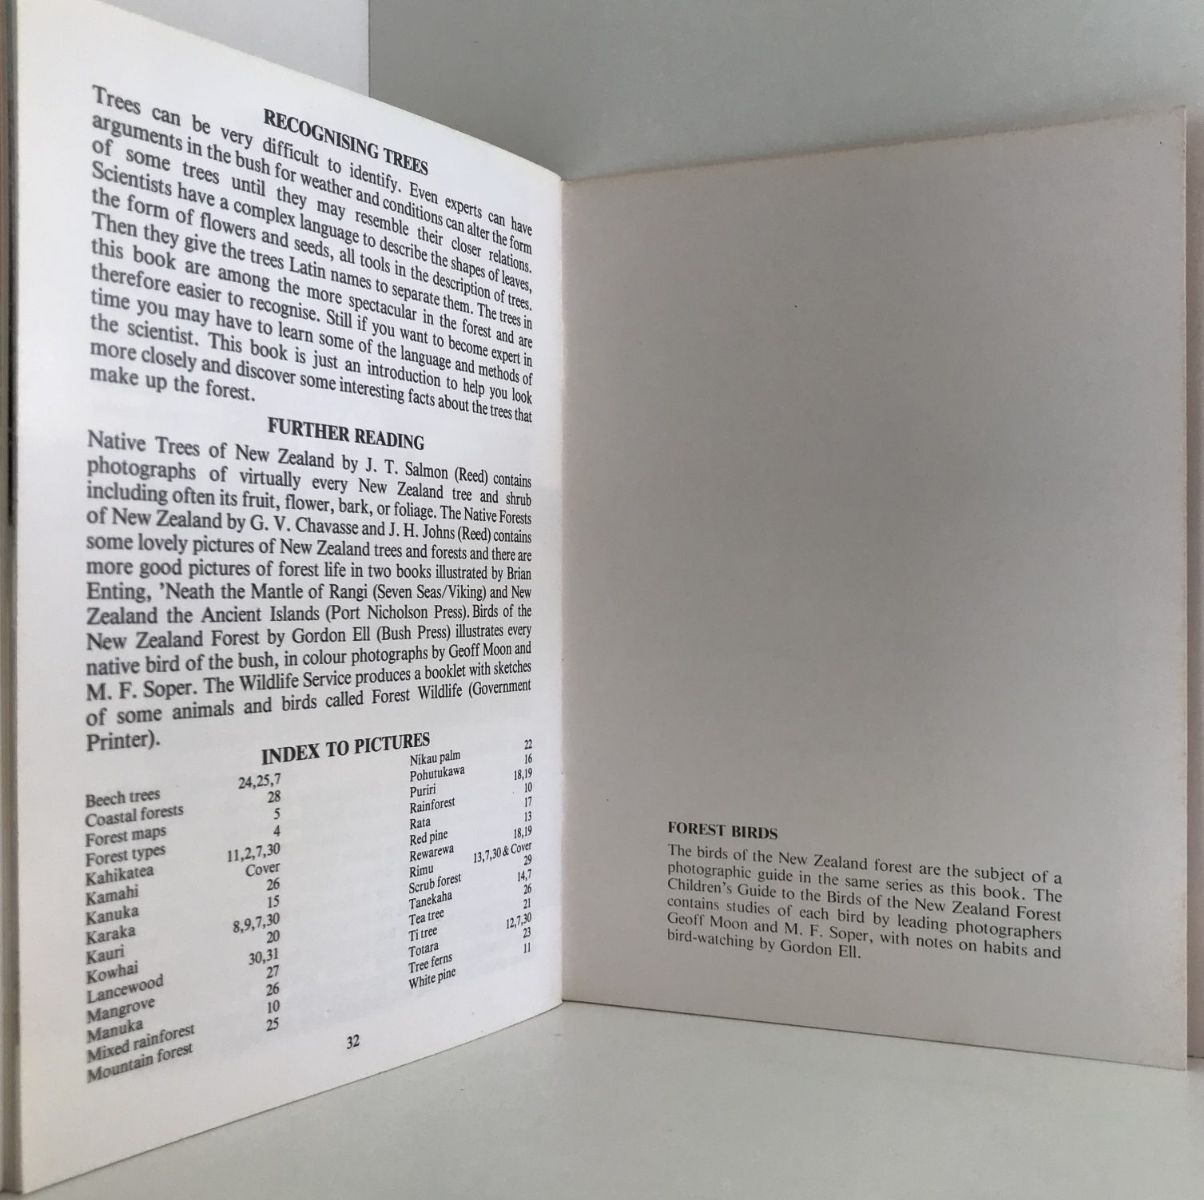 RECOGNISING TREES
Trees can be very difficult to identify. Even experts can have
arguments in the bush for weather and conditions can alter the form
of some trees until they may resemble their closer relations.
Scientists have a complex language to describe the shapes of leaves,
the form of flowers and seeds, all tools in the description of trees.
Then they give the trees Latin names to separate them. The trees in
this book are among the more spectacular in the forest and are
therefore easier to recognise. Still if you want to become expert in
time you may have to learn some of the language and methods of
the scientist. This book is just an introduction to help you look
more closely and discover some interesting facts about the trees that
make up the forest.
FURTHER READING
Native Trees of New Zealand by J. T. Salmon (Reed) contains
photographs of virtually every New Zealand tree and shrub
including often its fruit, flower, bark, or foliage. The Native Forests
of New Zealand by G. V. Chavasse and J. H. Johns (Reed) contains
some lovely pictures of New Zealand trees and forests and there are
more good pictures of forest life in two books illustrated by Brian
Enting, 'Neath the Mantle of Rangi (Seven Seas/Viking) and New
Zealand the Ancient Islands (Port Nicholson Press). Birds of the
New Zealand Forest by Gordon Ell (Bush Press) illustrates every
native bird of the bush, in colour photographs by Geoff Moon and
M. F. Soper. The Wildlife Service produces a booklet with sketches
of some animals and birds called Forest Wildlife (Government
Printer).
INDEX TO PICTURES
Beech trees 24,25,7
Coastal forests 28
Forest maps 5
Forest types 4
Kahikatea 11,2,7,30
Kamahi Cover
Kanuka 26
Karaka 15
Kauri 8,9,7,30
Kowhai 20
Lancewood 30,31
Mangrove 27
Manuka 26
Mixed rainforest 10
Mountain forest 25
Nikau palm 22
Pohutukawa 16
Puriri 18,19
Rainforest 10
Rata 17
Red pine 13
Rewarewa 18,19
Rimu 13,7,30 & Cover
Scrub forest 29
Tanekaha 14,7
Tea tree 26
Ti tree 21
Totara 12,7,30
Tree ferns 23
White pine 11
32
FOREST BIRDS
The birds of the New Zealand forest are the subject of a
photographic guide in the same series as this book. The
Children's Guide to the Birds of the New Zealand Forest
contains studies of each bird by leading photographers
Geoff Moon and M. F. Soper, with notes on habits and
bird-watching by Gordon Ell.